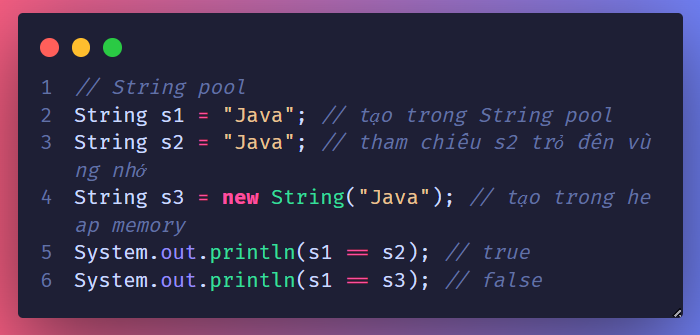 1 // String pool
2 String s1 = "Java"; // tạo trong String pool
3 String s2 = "Java"; // tham chiêu s2 trỏ đên vù
ng nhớ
4 String s3 = new String("Java"); // tạo trong he
ap memory
5 System.out.println(s1 == s2); // true
6 System.out.println(s1 == s3); // false